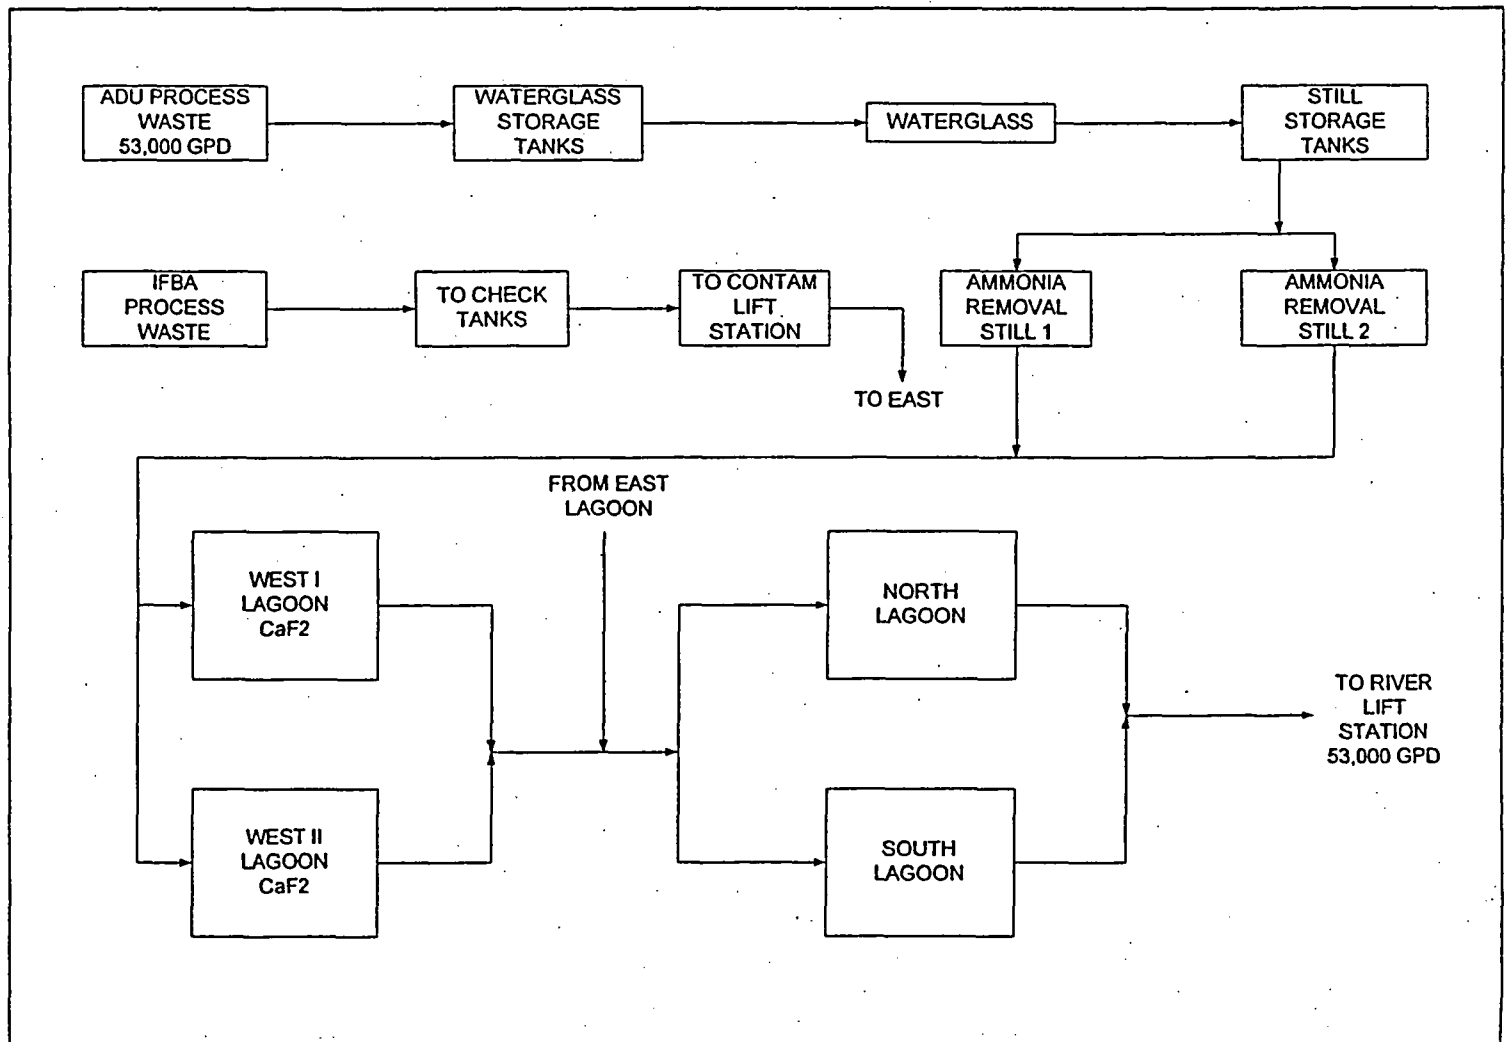 ADU PROCESS
WASTE
53,000 GPD
WATERGLASS
STORAGE
TANKS
WATERGLASS
STILL
STORAGE
TANKS
IFBA
PROCESS
WASTE
TO CHECK
TANKS
TO CONTAM
LIFT
STATION
AMMONIA
REMOVAL
STILL 1
AMMONIA
REMOVAL
STILL 2
TO EAST
FROM EAST
LAGOON
WEST I
LAGOON
CaF2
NORTH
LAGOON
TO RIVER
LIFT
STATION
53,000 GPD
WEST II
LAGOON
CaF2
SOUTH
LAGOON